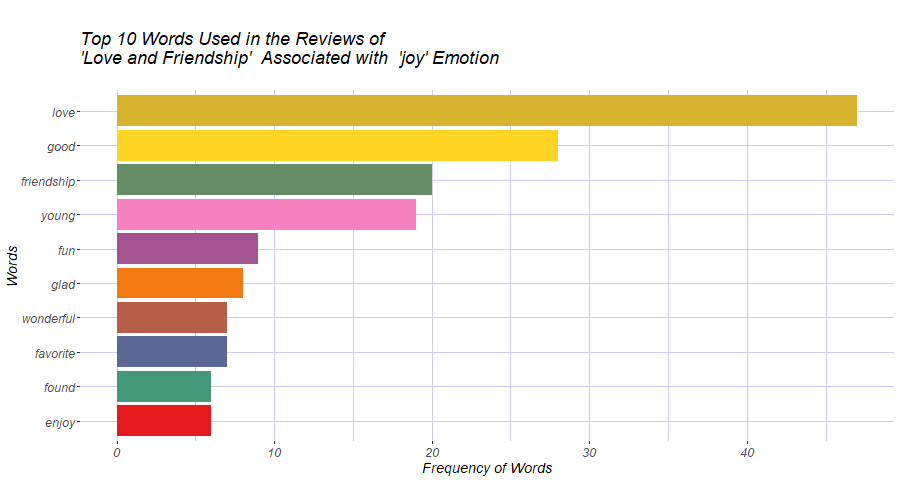 Top 10 Words Used in the Reviews of
'Love and Friendship'  Associated with  'joy' Emotion
love
good
friendship
young
fun
glad
wonderful
favorite
found
enjoy
Words
0 10 20 30 40
Frequency of Words